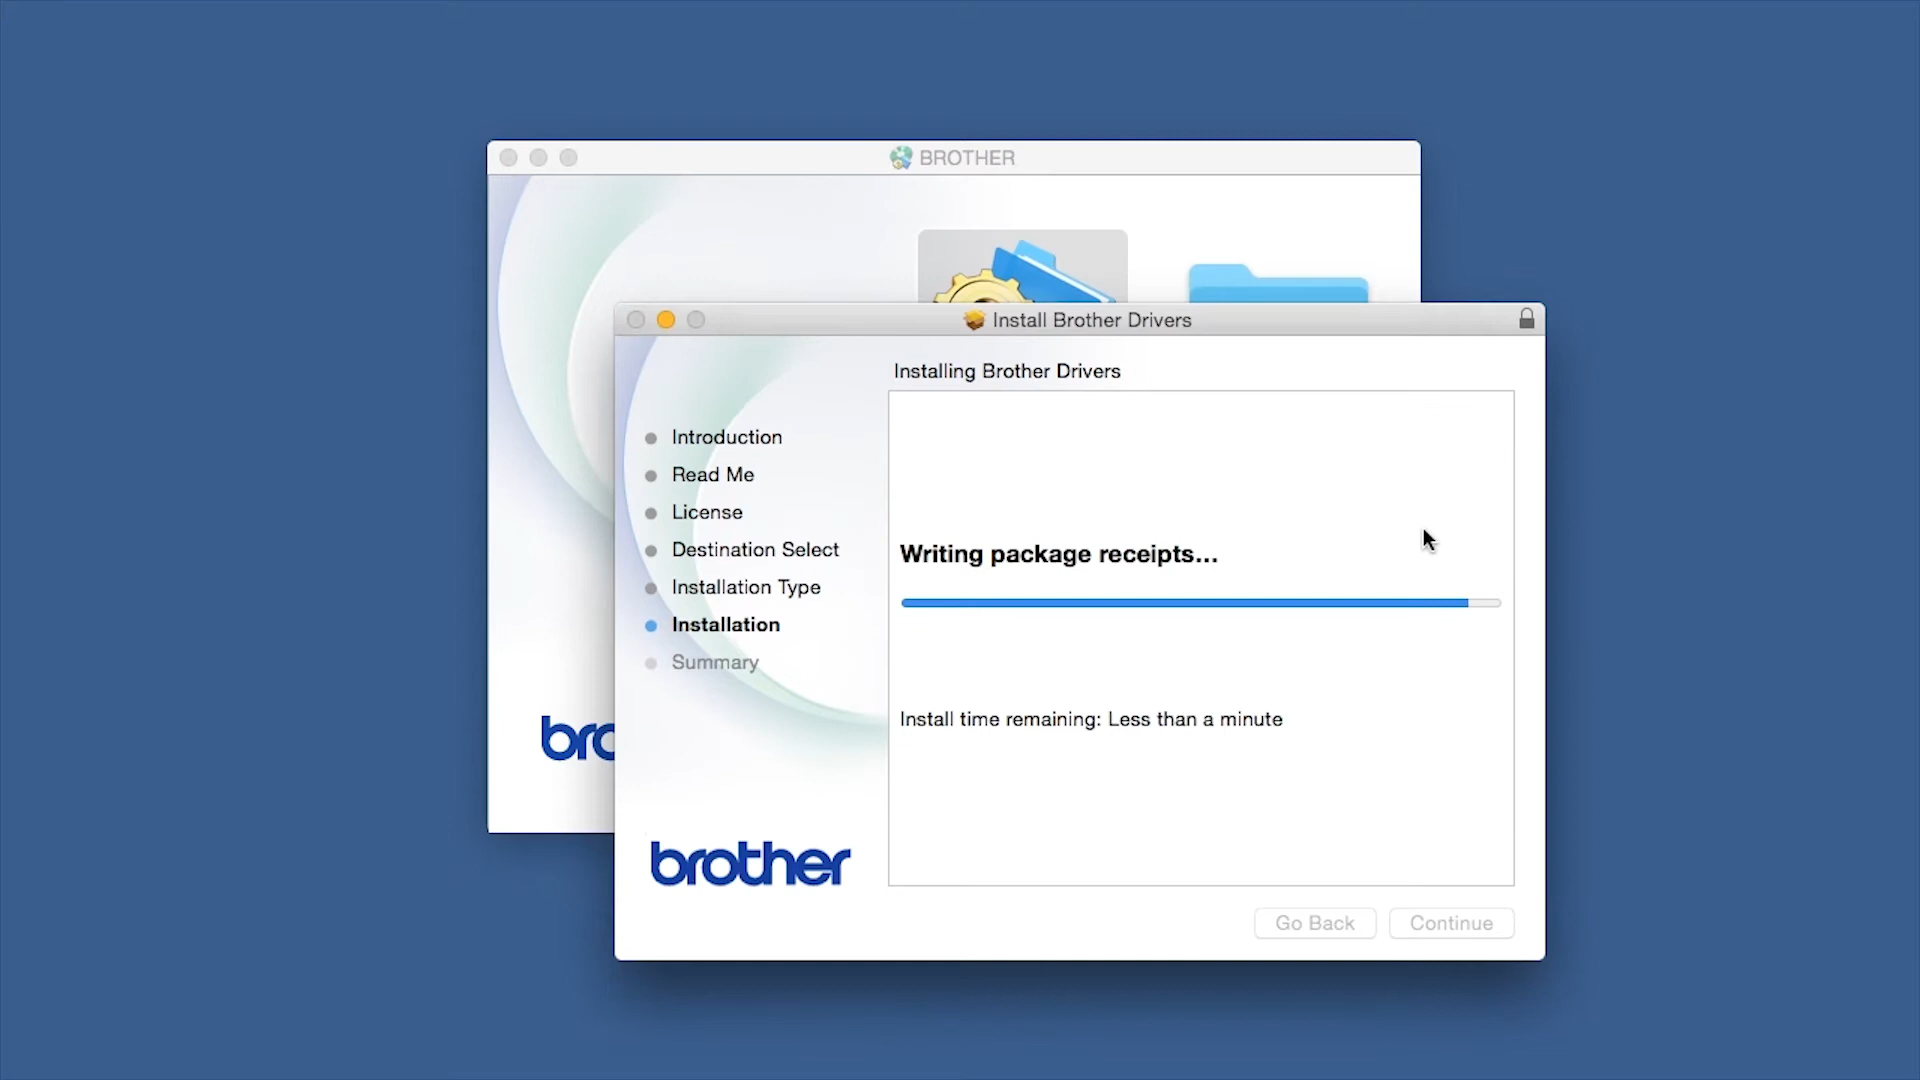 BROTHER
Install Brother Drivers
Installing Brother Drivers
Introduction
Read Me
License
Destination Select
Installation Type
Installation
Summary
Writing package receipts...
Install time remaining: Less than a minute
bro
brother
Go Back
Continue